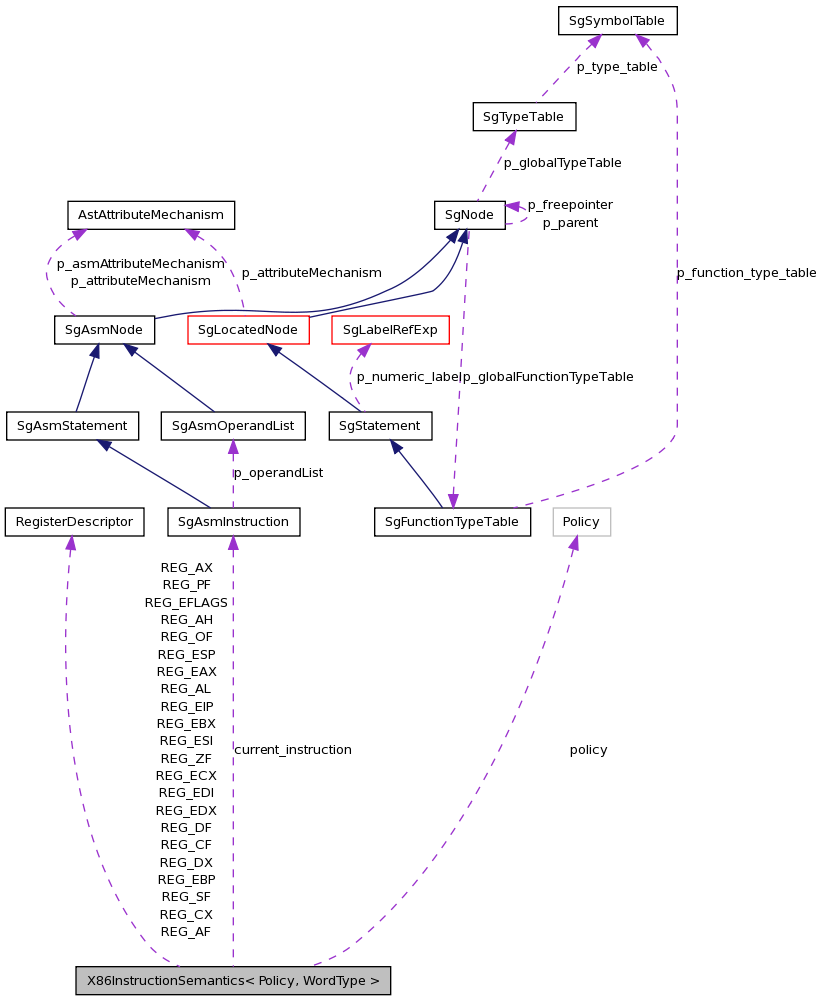 SgSymbolTable
p_type_table
SgTypeTable
p_globalTypeTable
AstAttributeMechanism
SgNode
p_freepointer
p_parent
p_asmAttributeMechanism
p_attributeMechanism
p_attributeMechanism
p_function_type_table
SgAsmNode
SgLocatedNode
SgLabelRefExp
p_numeric_label
p_globalFunctionTypeTable
SgAsmStatement
SgAsmOperandList
SgStatement
p_operandList
RegisterDescriptor
SgAsmInstruction
SgFunctionTypeTable
Policy
REG_AX
REG_PF
REG_EFLAGS
REG_AH
REG_OF
REG_ESP
REG_EAX
REG_AL
REG_EIP
REG_EBX
REG_ESI
REG_ZF
REG_ECX
REG_EDI
REG_EDX
REG_DF
REG_CF
REG_DX
REG_EBP
REG_SF
REG_CX
REG_AF
current_instruction
policy
X86InstructionSemantics< Policy, WordType >